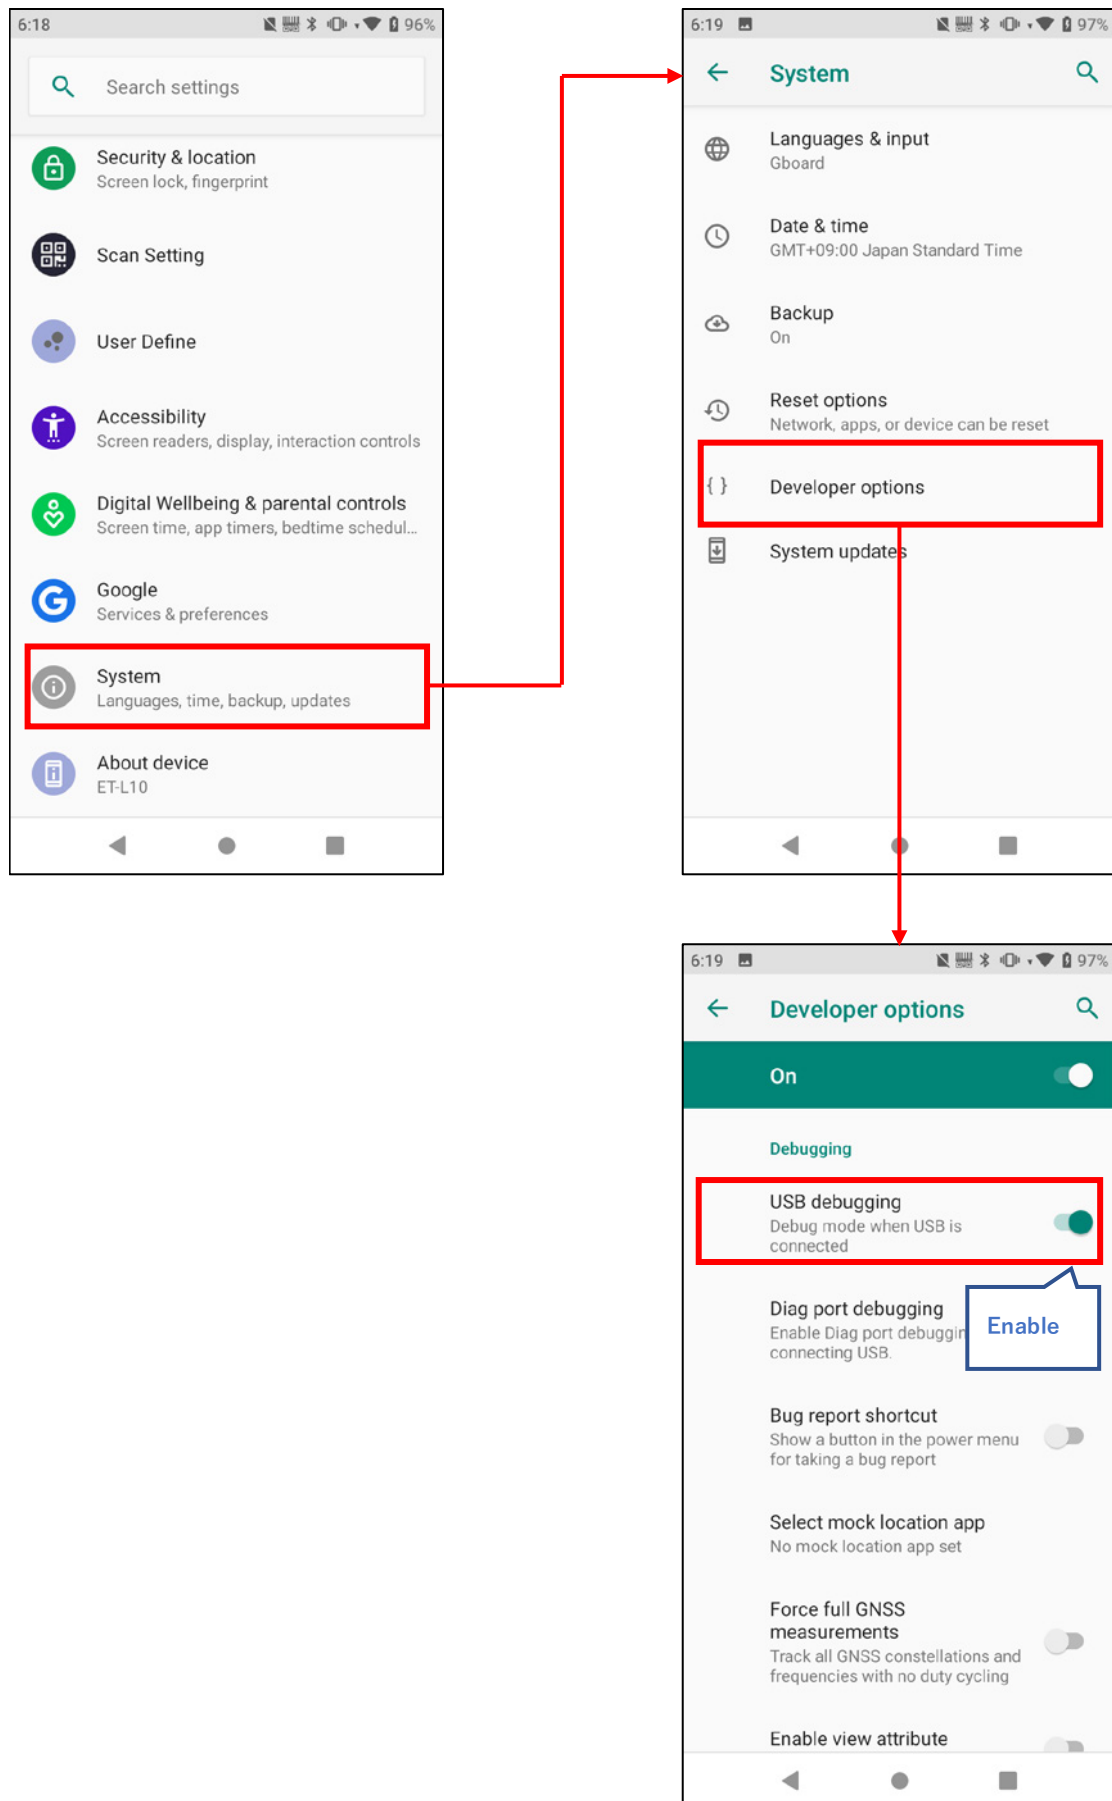 6:18
96%
Search settings
Security & location
Screen lock, fingerprint
Scan Setting
User Define
Accessibility
Screen readers, display, interaction controls
Digital Wellbeing & parental controls
Screen time, app timers, bedtime schedul...
Google
Services & preferences
System
Languages, time, backup, updates
About device
ET-L10
6:19
97%
System
Languages & input
Gboard
Date & time
GMT+09:00 Japan Standard Time
Backup
On
Reset options
Network, apps, or device can be reset
{ } Developer options
System updates
6:19
97%
Developer options
On
Debugging
USB debugging
Debug mode when USB is
connected
Enable
Diag port debugging
Enable Diag port debuggin
connecting USB.
Bug report shortcut
Show a button in the power menu
for taking a bug report
Select mock location app
No mock location app set
Force full GNSS
measurements
Track all GNSS constellations and
frequencies with no duty cycling
Enable view attribute